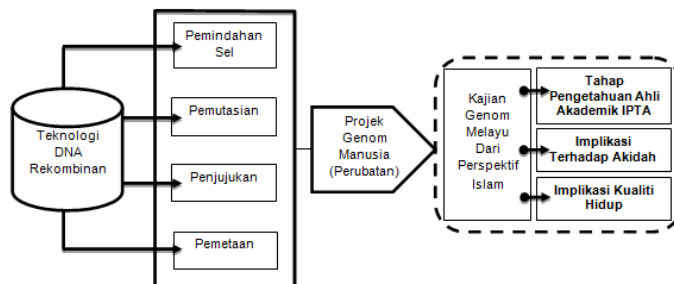 Teknologi
DNA
Rekombinan
Pemindahan
Sel
Pemutasian
Penjujukan
Pemetaan
Projek
Genom
Manusia
(Perubatan)
Kajian
Genom
Melayu
Dari
Perspektif
Islam
Tahap
Pengetahuan Ahli
Akademik IPTA
Implikasi
Terhadap Akidah
Implikasi Kualiti
Hidup